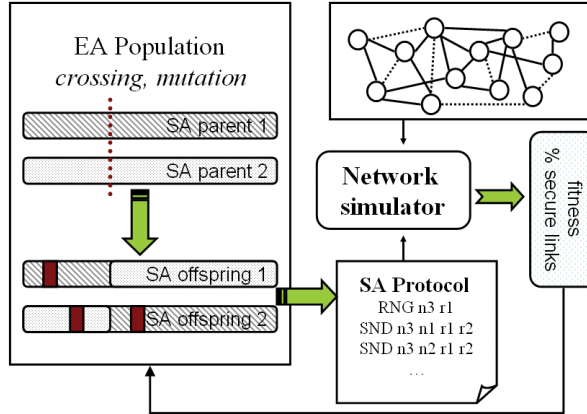 EA Population
crossing, mutation
SA parent 1
SA parent 2
SA offspring 1
SA offspring 2
Network
simulator
SA Protocol
RNG n3 r1
SND n3 n1 r1 r2
SND n3 n2 r1 r2
…
fitness
% secure links